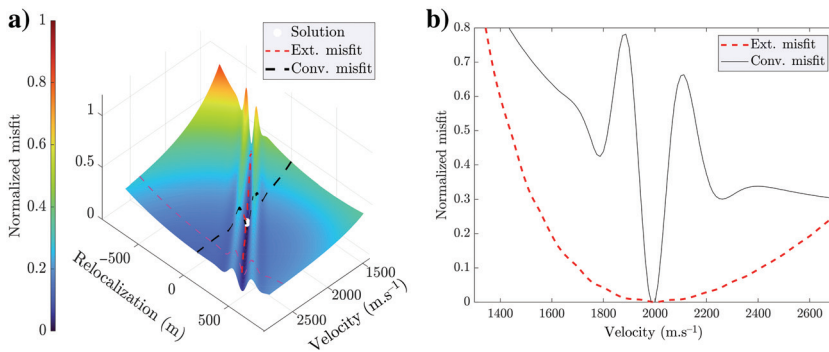 a)
Normalized misfit
1
0.8
0.6
0.4
0.2
0
Solution
Ext. misfit
Conv. misfit
1
0.5
0
−500
0
500
Relocalization (m)
1500
2000
2500
Velocity (m.s⁻¹)
b)
Normalized misfit
0.8
0.7
0.6
0.5
0.4
0.3
0.2
0.1
0
Ext. misfit
Conv. misfit
1400 1600 1800 2000 2200 2400 2600
Velocity (m.s⁻¹)